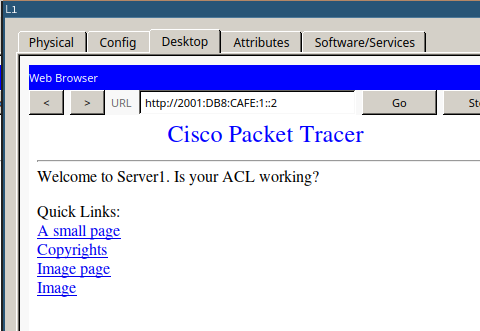 L1
Physical Config Desktop Attributes Software/Services
Web Browser
< > URL http://2001:DB8:CAFE:1::2 Go
Cisco Packet Tracer
Welcome to Server1. Is your ACL working?
Quick Links:
A small page
Copyrights
Image page
Image